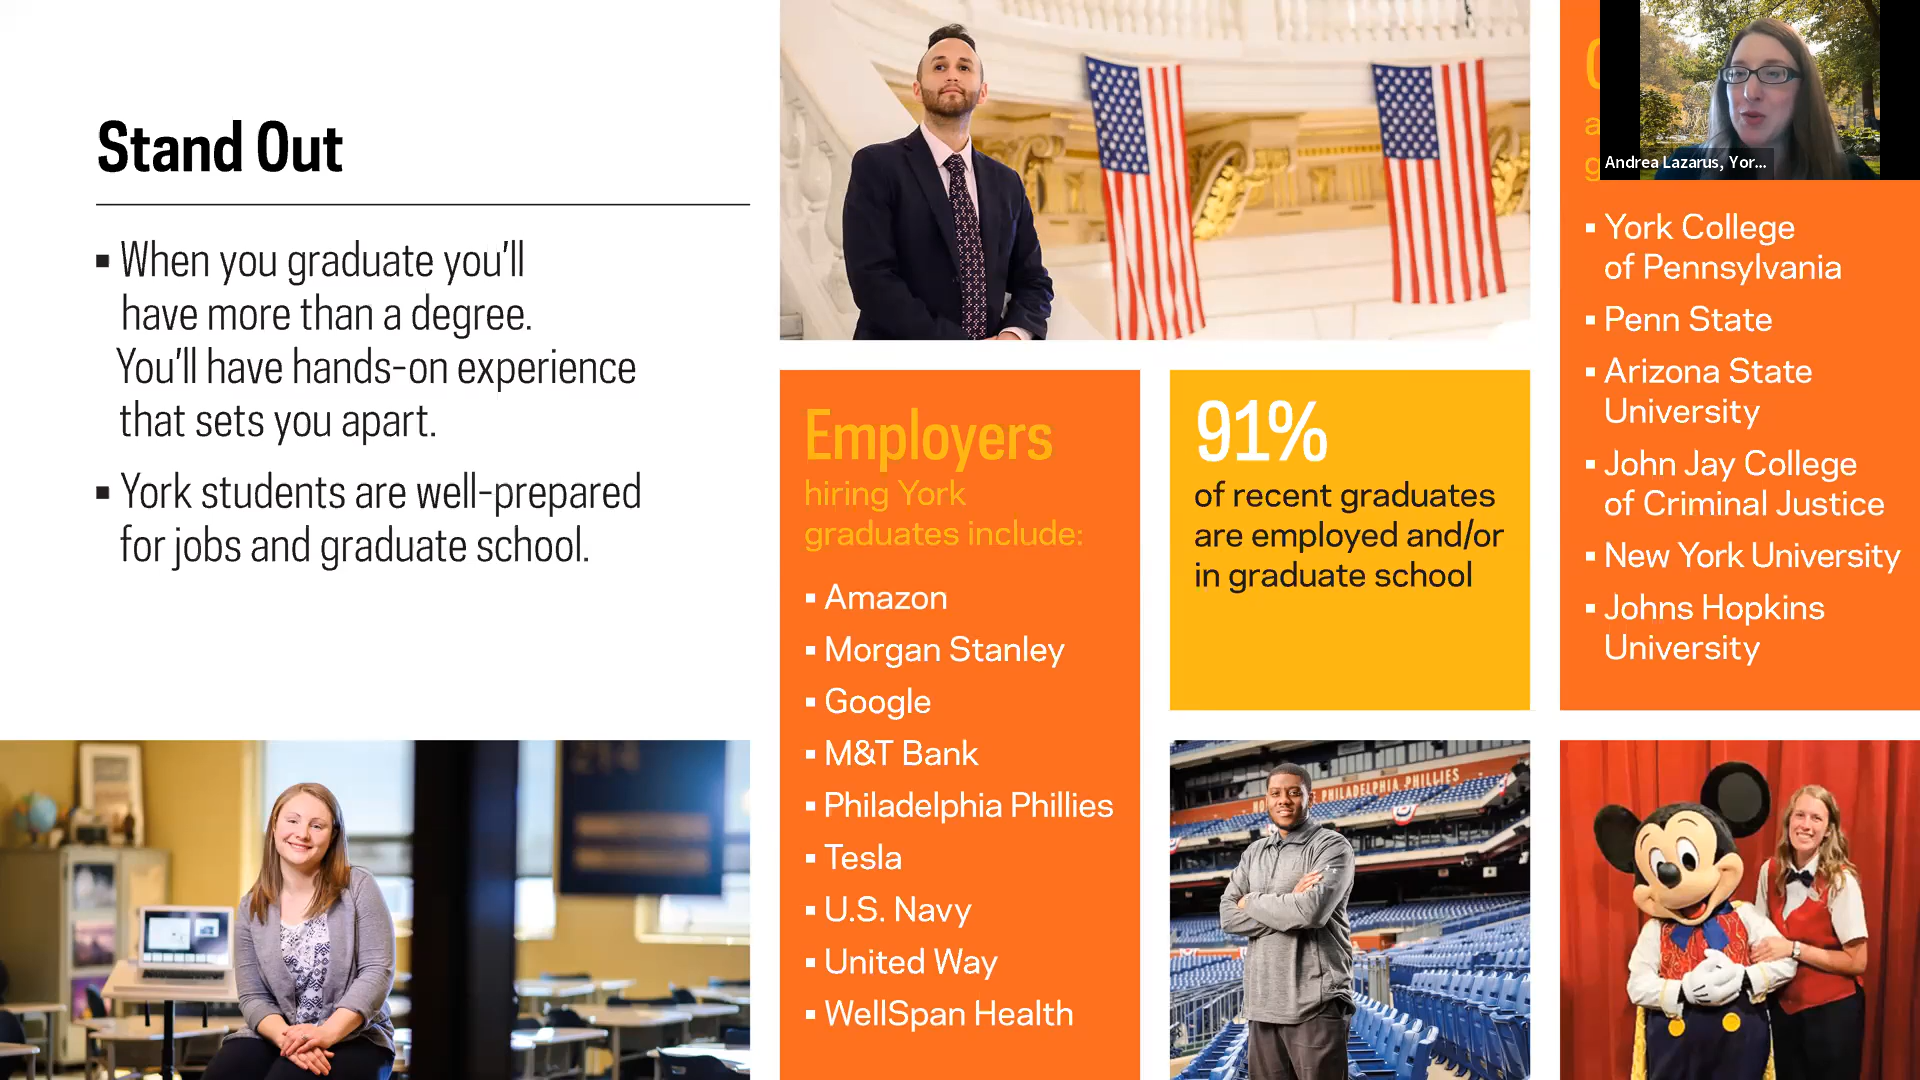 Stand Out
▪ When you graduate you'll
have more than a degree.
You'll have hands-on experience
that sets you apart.
▪ York students are well-prepared
for jobs and graduate school.
Employers
hiring York
graduates include:
▪ Amazon
▪ Morgan Stanley
▪ Google
▪ M&T Bank
▪ Philadelphia Phillies
▪ Tesla
▪ U.S. Navy
▪ United Way
▪ WellSpan Health
91%
of recent graduates
are employed and/or
in graduate school
Andrea Lazarus, Yor...
▪ York College
of Pennsylvania
▪ Penn State
▪ Arizona State
University
▪ John Jay College
of Criminal Justice
▪ New York University
▪ Johns Hopkins
University
PHILADELPHIA PHILLIES